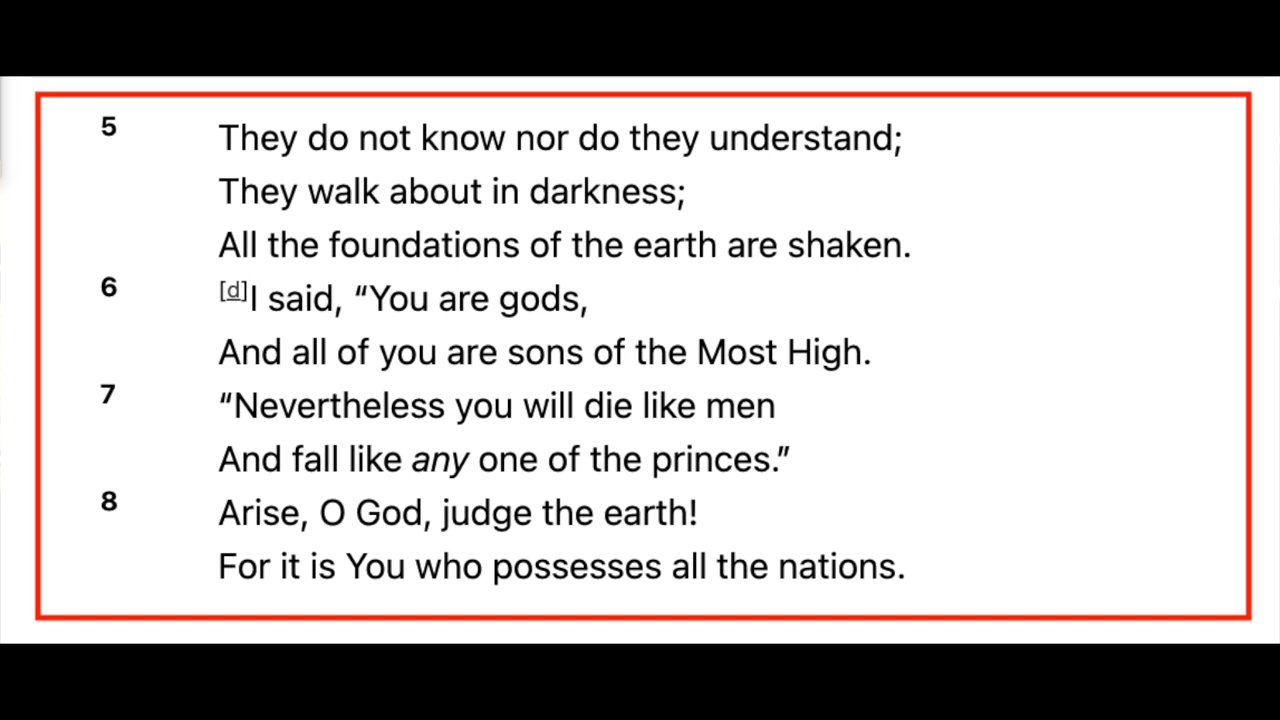 5 They do not know nor do they understand;
They walk about in darkness;
All the foundations of the earth are shaken.
6 [d]I said, “You are gods,
And all of you are sons of the Most High.
7 “Nevertheless you will die like men
And fall like any one of the princes.”
8 Arise, O God, judge the earth!
For it is You who possesses all the nations.